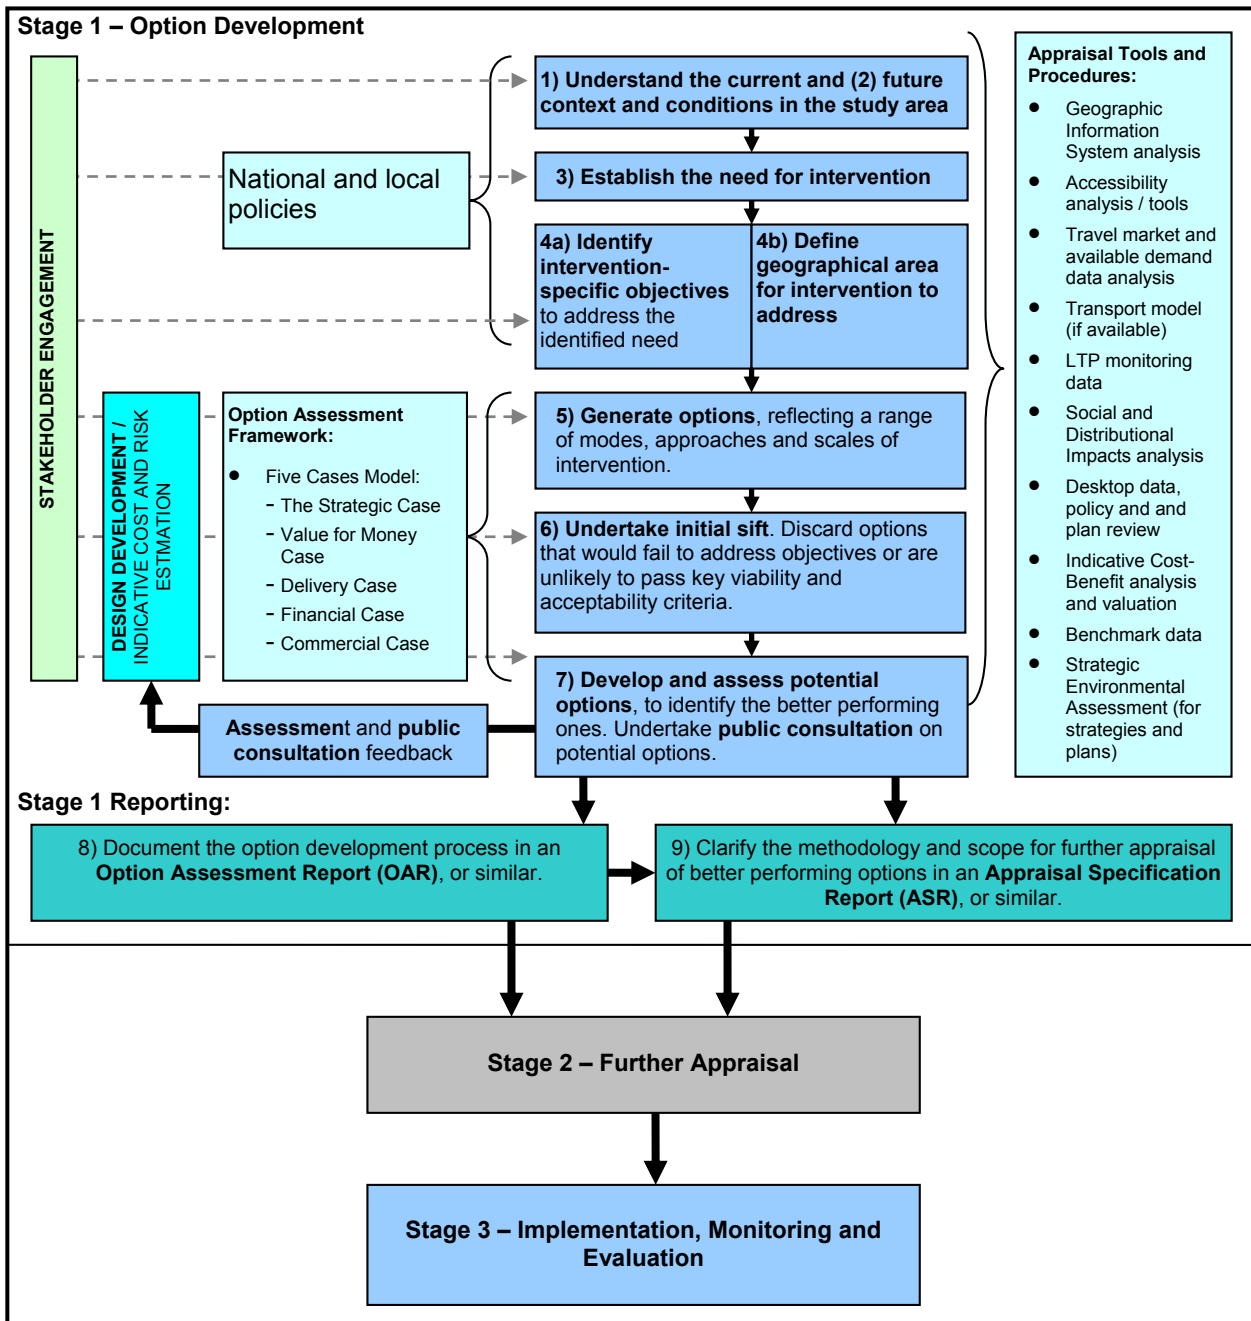 Stage 1 – Option Development
STAKEHOLDER ENGAGEMENT
1) Understand the current and (2) future
context and conditions in the study area
National and local
policies
3) Establish the need for intervention
4a) Identify
intervention-
specific objectives
to address the
identified need
4b) Define
geographical area
for intervention to
address
DESIGN DEVELOPMENT /
INDICATIVE COST AND RISK
ESTMATION
Option Assessment
Framework:
● Five Cases Model:
- The Strategic Case
- Value for Money
Case
- Delivery Case
- Financial Case
- Commercial Case
5) Generate options, reflecting a range
of modes, approaches and scales of
intervention.
6) Undertake initial sift. Discard options
that would fail to address objectives or are
unlikely to pass key viability and
acceptability criteria.
7) Develop and assess potential
options, to identify the better performing
ones. Undertake public consultation on
potential options.
Assessment and public
consultation feedback
Appraisal Tools and
Procedures:
● Geographic
Information
System analysis
● Accessibility
analysis / tools
● Travel market and
available demand
data analysis
● Transport model
(if available)
● LTP monitoring
data
● Social and
Distributional
Impacts analysis
● Desktop data,
policy and and
plan review
● Indicative Cost-
Benefit analysis
and valuation
● Benchmark data
● Strategic
Environmental
Assessment (for
strategies and
plans)
Stage 1 Reporting:
8) Document the option development process in an
Option Assessment Report (OAR), or similar.
9) Clarify the methodology and scope for further appraisal
of better performing options in an Appraisal Specification
Report (ASR), or similar.
Stage 2 – Further Appraisal
Stage 3 – Implementation, Monitoring and
Evaluation